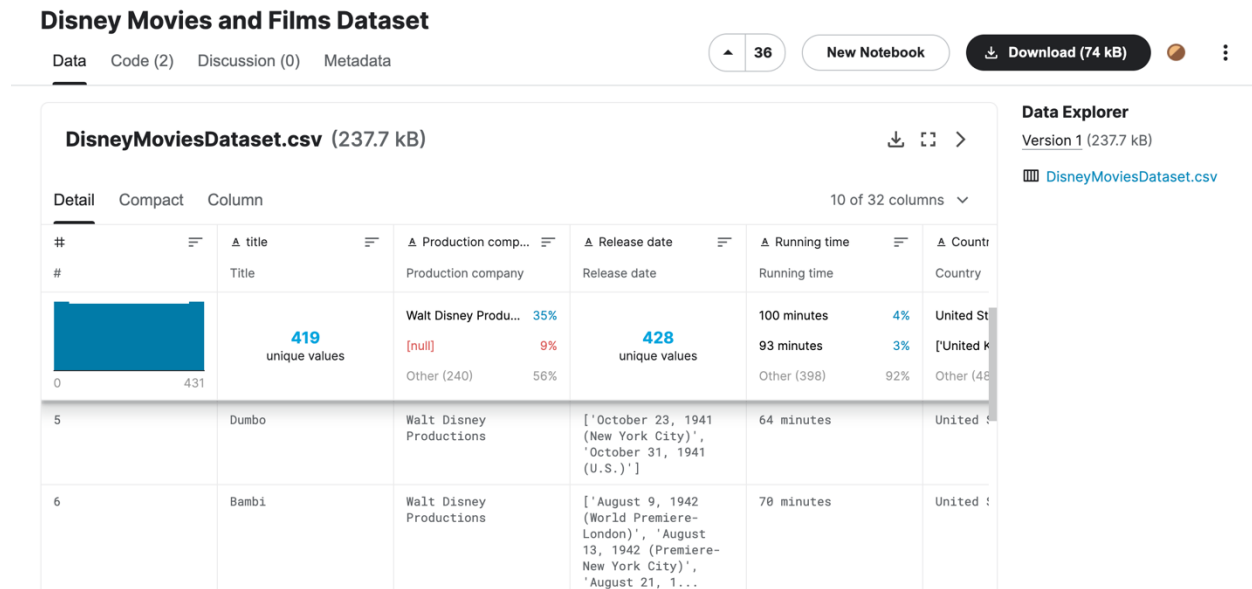 Disney Movies and Films Dataset
Data Code (2) Discussion (0) Metadata
36 New Notebook Download (74 kB)
DisneyMoviesDataset.csv (237.7 kB)
Detail Compact Column
10 of 32 columns
# title Production comp... Release date Running time Countr
# Title Production company Release date Running time Country
0 431
419
unique values
Walt Disney Produ... 35%
[null] 9%
Other (240) 56%
428
unique values
100 minutes 4%
93 minutes 3%
Other (398) 92%
United St
['United K
Other (48
5 Dumbo
Walt Disney
Productions
['October 23, 1941
(New York City)',
'October 31, 1941
(U.S.)']
64 minutes
United S
6 Bambi
Walt Disney
Productions
['August 9, 1942
(World Premiere-
London)', 'August
13, 1942 (Premiere-
New York City)',
'August 21, 1...
70 minutes
United S
Data Explorer
Version 1 (237.7 kB)
DisneyMoviesDataset.csv